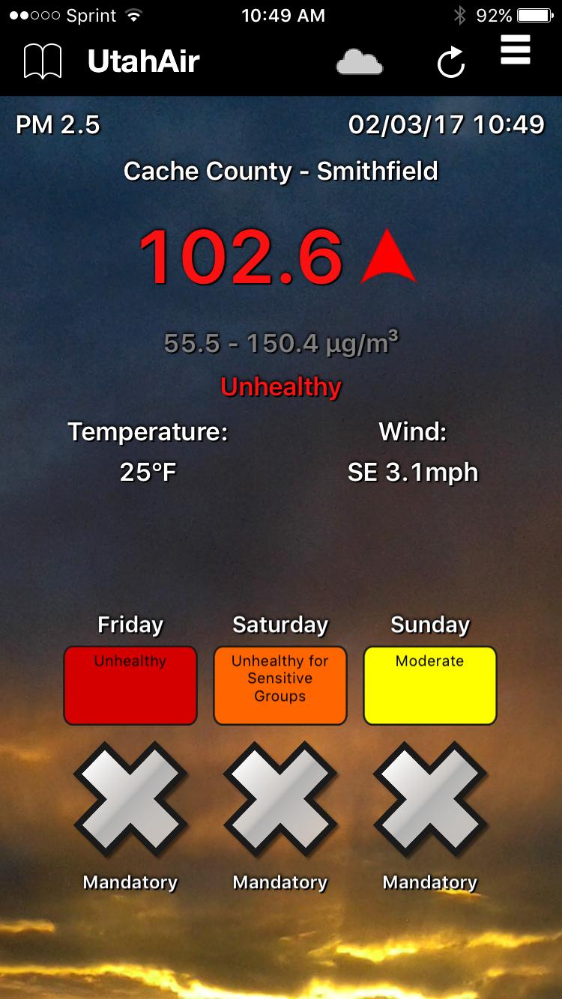 Sprint 10:49 AM 92%
UtahAir
PM 2.5 02/03/17 10:49
Cache County - Smithfield
102.6
55.5 - 150.4 µg/m³
Unhealthy
Temperature: Wind:
25°F SE 3.1mph
Friday Saturday Sunday
Unhealthy Unhealthy for Moderate
Sensitive
Groups
Mandatory Mandatory Mandatory